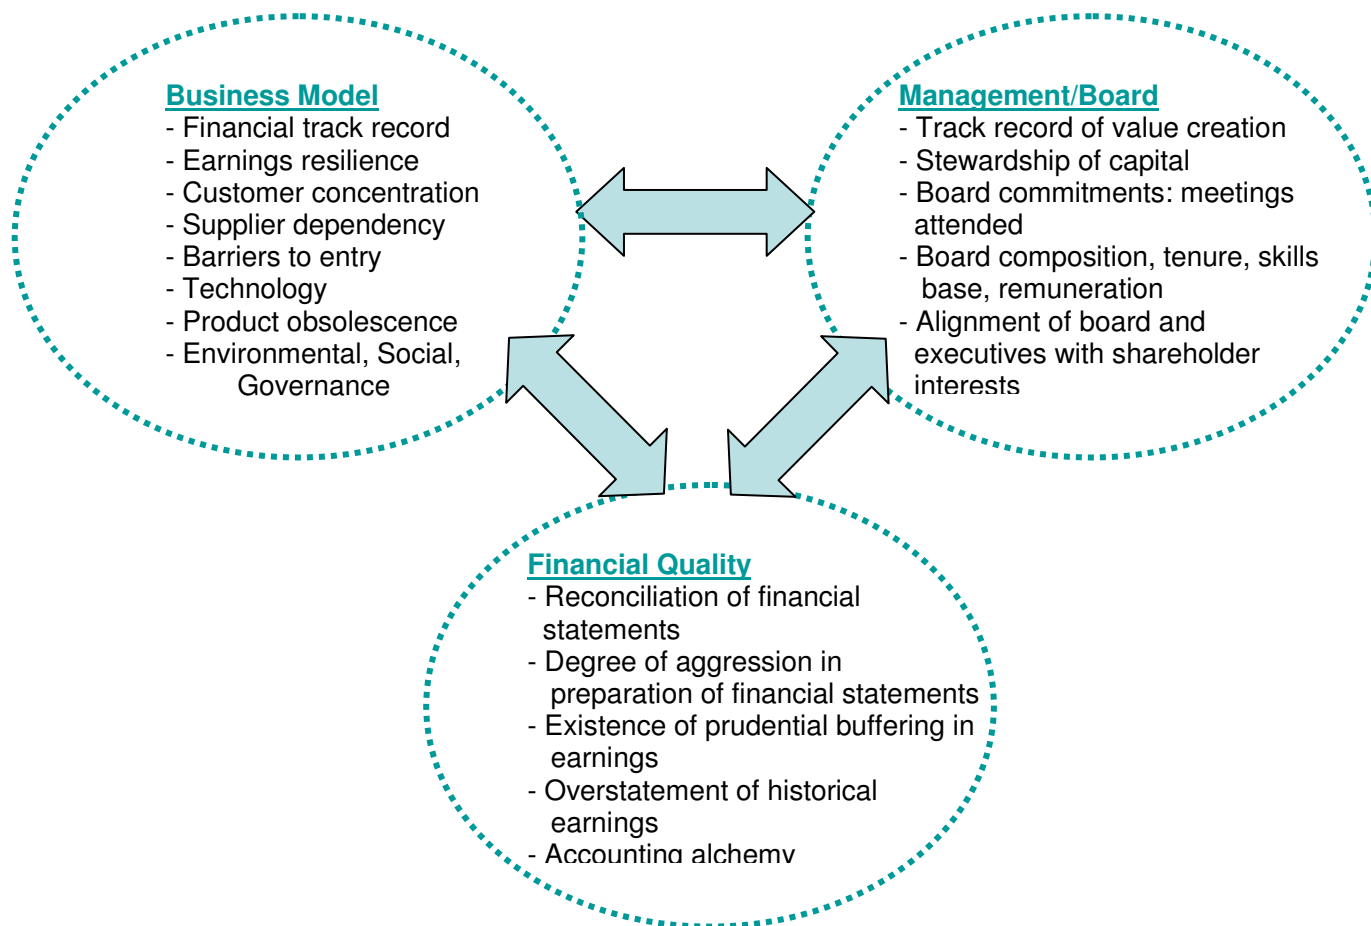 Business Model
- Financial track record
- Earnings resilience
- Customer concentration
- Supplier dependency
- Barriers to entry
- Technology
- Product obsolescence
- Environmental, Social,
Governance
Management/Board
- Track record of value creation
- Stewardship of capital
- Board commitments: meetings
attended
- Board composition, tenure, skills
base, remuneration
- Alignment of board and
executives with shareholder
interests
Financial Quality
- Reconciliation of financial
statements
- Degree of aggression in
preparation of financial statements
- Existence of prudential buffering in
earnings
- Overstatement of historical
earnings
- Accounting alchemy